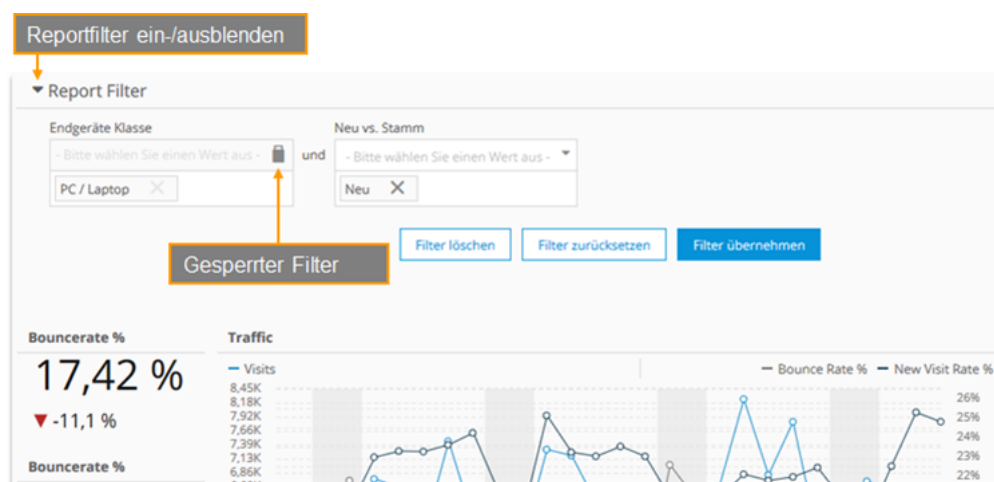 Reportfilter ein-/ausblenden
Report Filter
Endgeräte Klasse
Neu vs. Stamm
- Bitte wählen Sie einen Wert aus -
und
- Bitte wählen Sie einen Wert aus -
PC / Laptop
Neu
Filter löschen
Filter zurücksetzen
Filter übernehmen
Gesperrter Filter
Bouncerate %
Traffic
17,42 %
Visits
Bounce Rate %
New Visit Rate %
8,45K
8,18K
7,92K
7,66K
7,39K
7,13K
6,86K
26%
25%
24%
23%
22%
-11,1 %
Bouncerate %